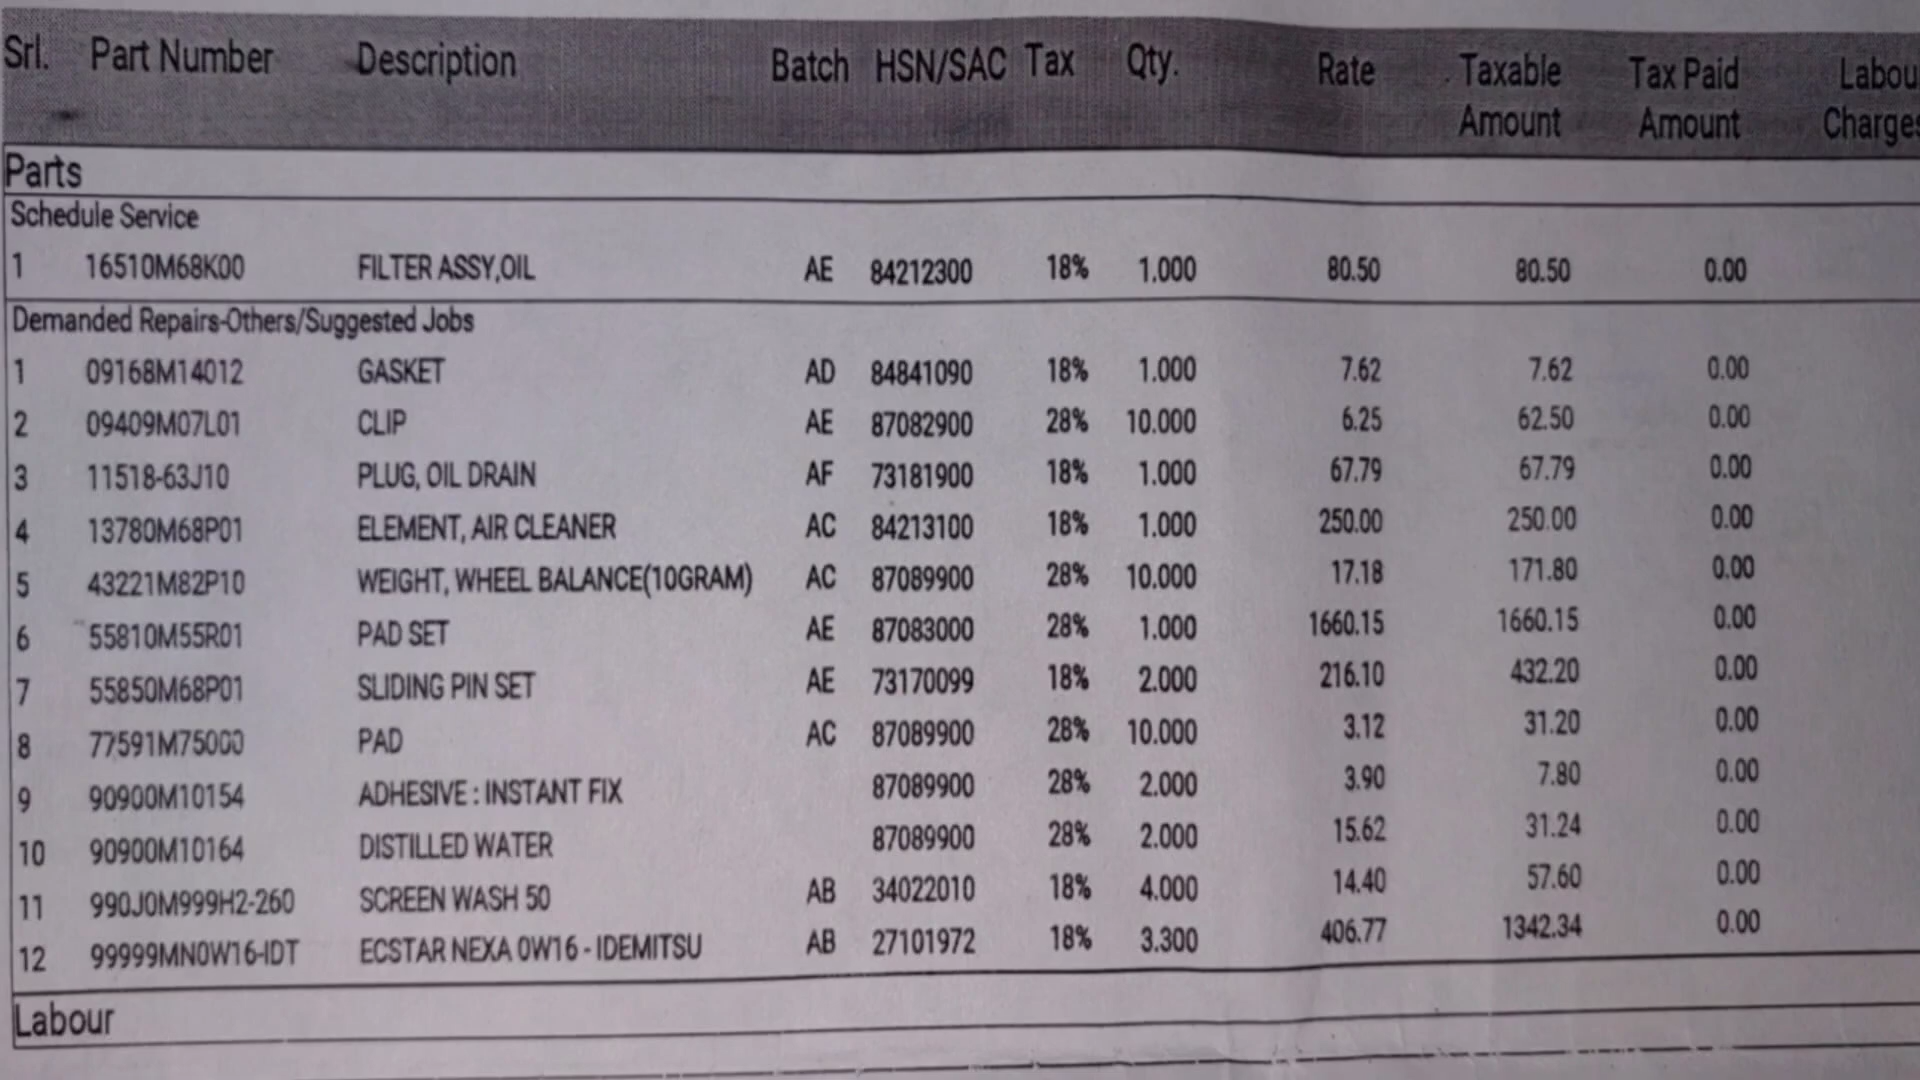 Srl. Part Number Description Batch HSN/SAC Tax Qty. Rate Taxable Amount Tax Paid Amount
Parts
Schedule Service
1 16510M68K00 FILTER ASSY,OIL AE 84212300 18% 1.000 80.50 80.50 0.00
Demanded Repairs-Others/Suggested Jobs
1 09168M14012 GASKET AD 84841090 18% 1.000 7.62 7.62 0.00
2 09409M07L01 CLIP AE 87082900 28% 10.000 6.25 62.50 0.00
3 11518-63J10 PLUG, OIL DRAIN AF 73181900 18% 1.000 67.79 67.79 0.00
4 13780M68P01 ELEMENT, AIR CLEANER AC 84213100 18% 1.000 250.00 250.00 0.00
5 43221M82P10 WEIGHT, WHEEL BALANCE(10GRAM) AC 87089900 28% 10.000 17.18 171.80 0.00
6 55810M55R01 PAD SET AE 87083000 28% 1.000 1660.15 1660.15 0.00
7 55850M68P01 SLIDING PIN SET AE 73170099 18% 2.000 216.10 432.20 0.00
8 PAD AC 87089900 28% 10.000 3.12 31.20 0.00
9 90900M10154 ADHESIVE : INSTANT FIX 87089900 28% 2.000 3.90 7.80 0.00
10 90900M10164 DISTILLED WATER 87089900 28% 2.000 15.62 31.24 0.00
11 990J0M999H2-260 SCREEN WASH 50 AB 34022010 18% 4.000 14.40 57.60 0.00
12 99999MN0W16-IDT ECSTAR NEXA 0W16 - IDEMITSU AB 27101972 18% 3.300 406.77 1342.34 0.00
Labour